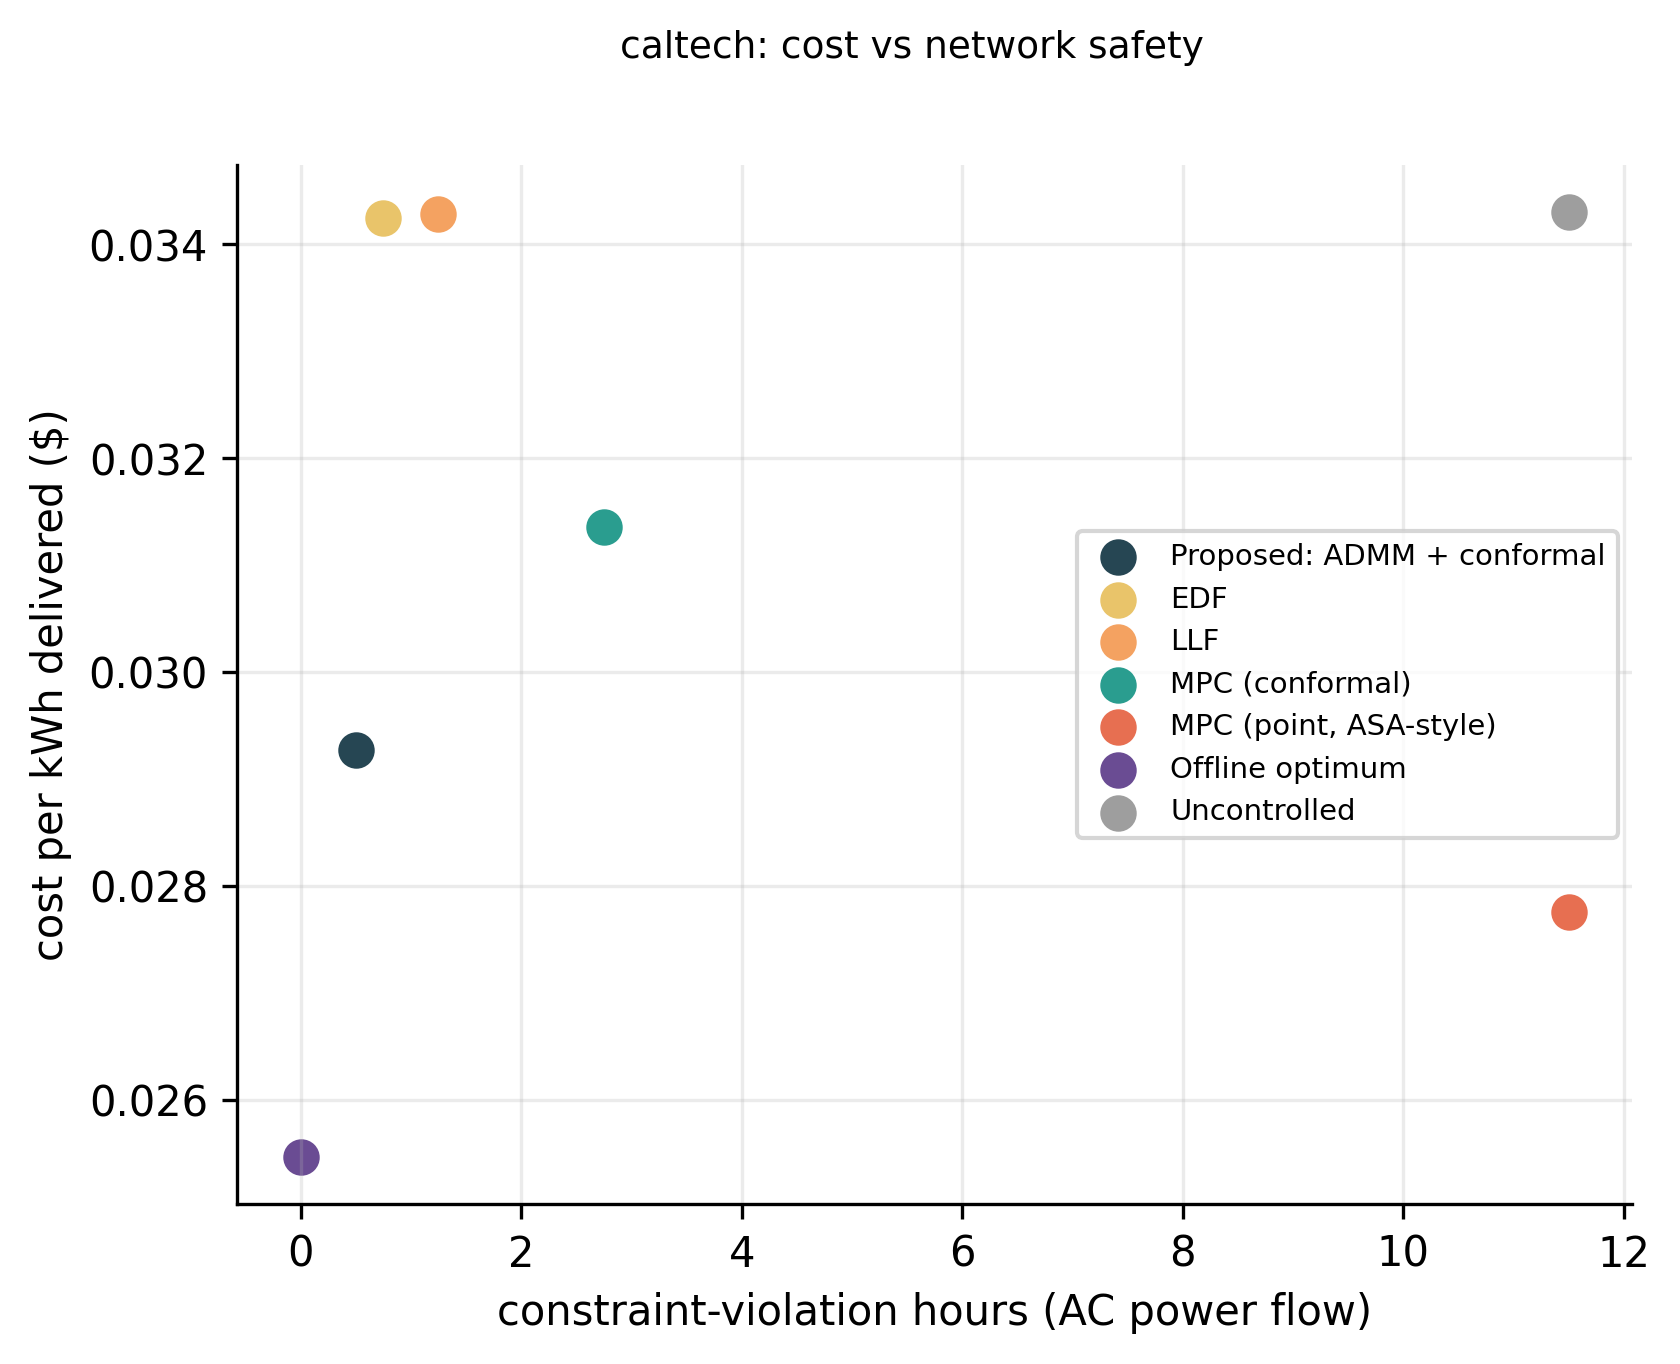 caltech: cost vs network safety
cost per kWh delivered ($)
0.034
0.032
0.030
0.028
0.026
Proposed: ADMM + conformal
EDF
LLF
MPC (conformal)
MPC (point, ASA-style)
Offline optimum
Uncontrolled
0 2 4 6 8 10 12
constraint-violation hours (AC power flow)